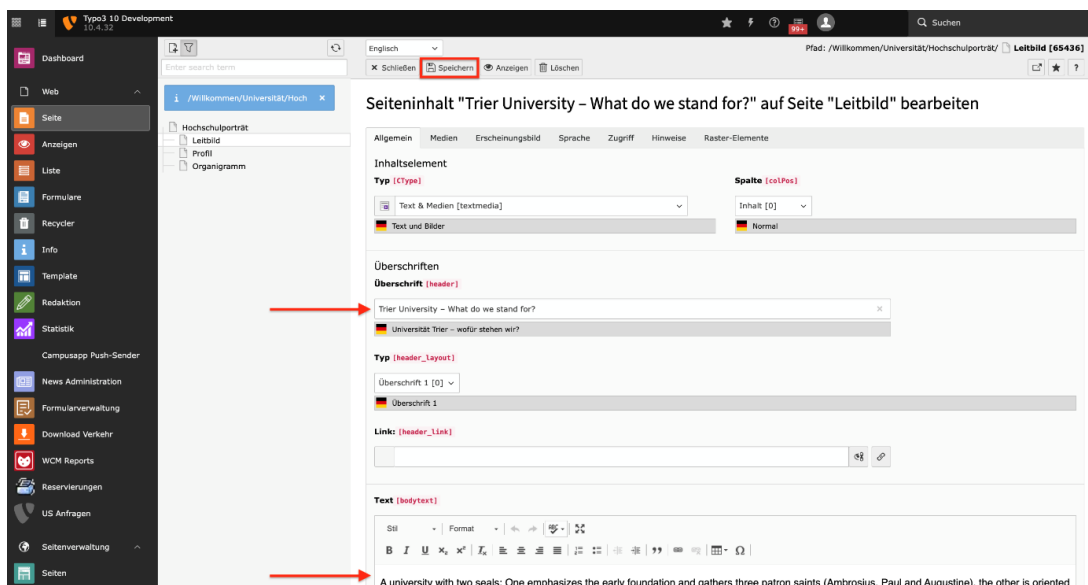 Typo3 10 Development
10.4.32
99+
Suchen
Dashboard
Web
Seite
Anzeigen
Liste
Formulare
Recycler
Info
Template
Redaktion
Statistik
Campusapp Push-Sender
News Administration
Formularverwaltung
Download Verkehr
WCM Reports
Reservierungen
US Anfragen
Seitenverwaltung
Seiten
Enter search term
i /Willkommen/Universität/Hoch ×
Hochschulporträt
Leitbild
Profil
Organigramm
Englisch
Pfad: /Willkommen/Universität/Hochschulporträt/ Leitbild [65436]
× Schließen Speichern Anzeigen Löschen
?
Seiteninhalt "Trier University – What do we stand for?" auf Seite "Leitbild" bearbeiten
Allgemein Medien Erscheinungsbild Sprache Zugriff Hinweise Raster-Elemente
Inhaltselement
Typ [CType] Spalte [colPos]
Text & Medien [textmedia] Inhalt [0]
Text und Bilder Normal
Überschriften
Überschrift [header]
Trier University – What do we stand for? ×
Universität Trier – wofür stehen wir?
Typ [header_layout]
Überschrift 1 [0]
Überschrift 1
Link: [header_link]
Text [bodytext]
Stil Format ABC
B I U x₂ x² Tx Ω
A university with two seals: One emphasizes the early foundation and gathers three patron saints (Ambrosius, Paul and Augustine), the other is oriented